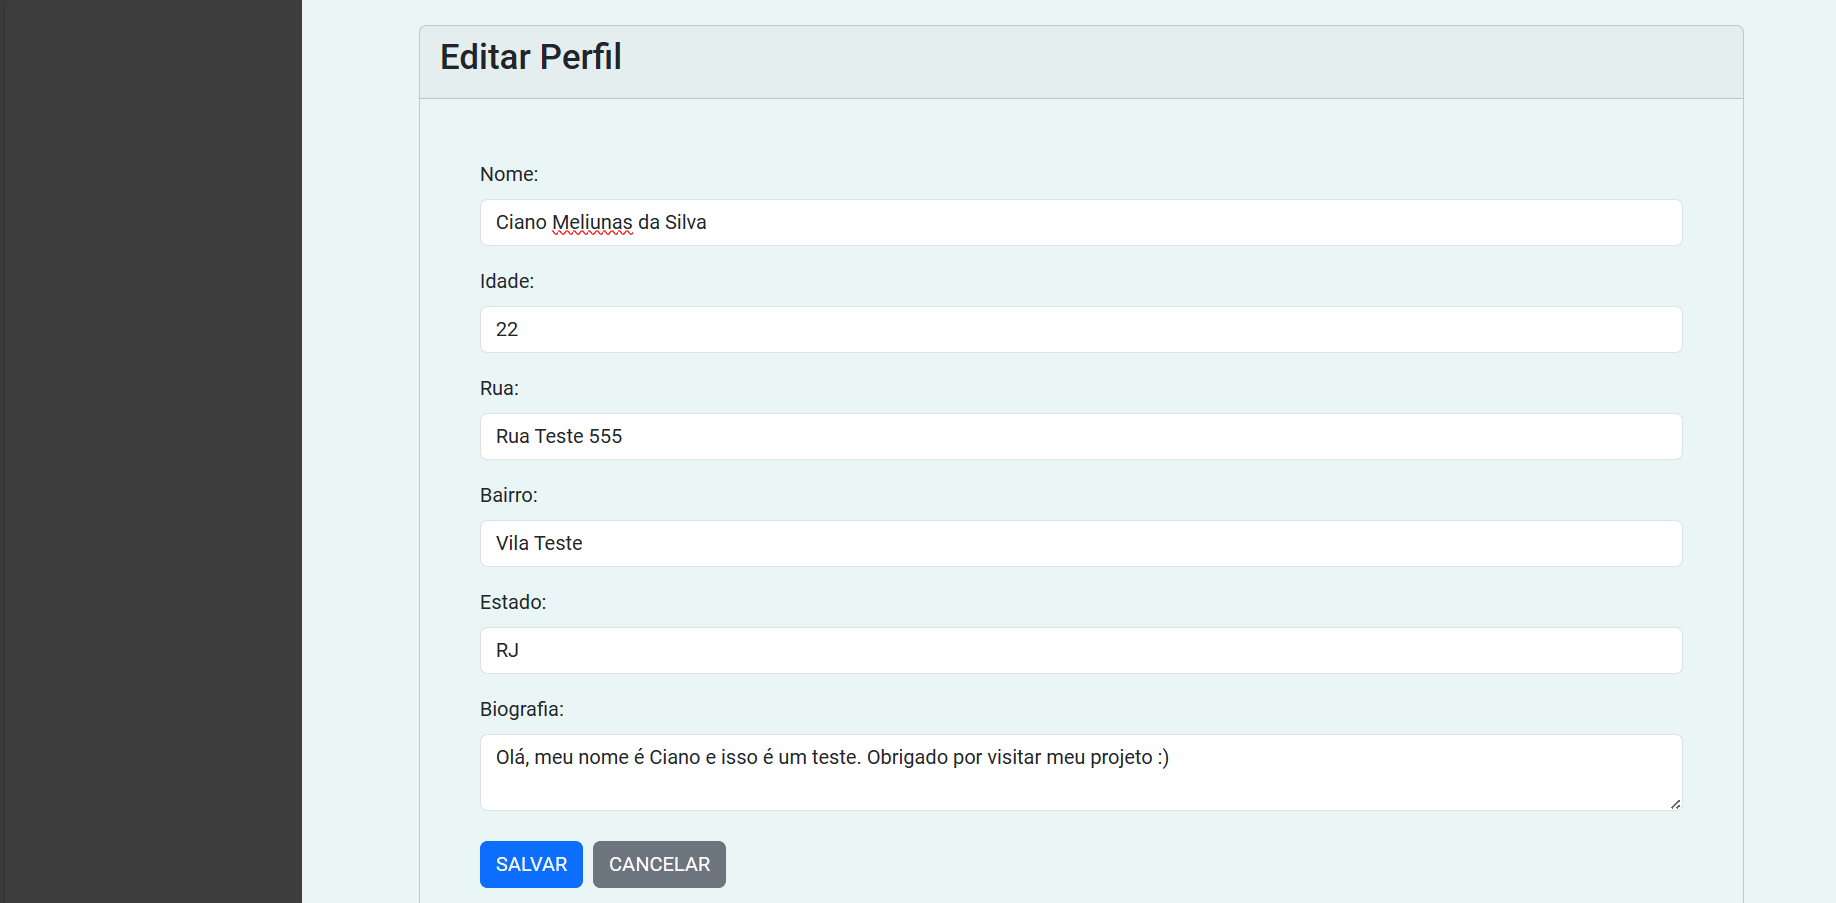 Editar Perfil
Nome:
Ciano Meliunas da Silva
Idade:
22
Rua:
Rua Teste 555
Bairro:
Vila Teste
Estado:
RJ
Biografia:
Olá, meu nome é Ciano e isso é um teste. Obrigado por visitar meu projeto :)
SALVAR CANCELAR